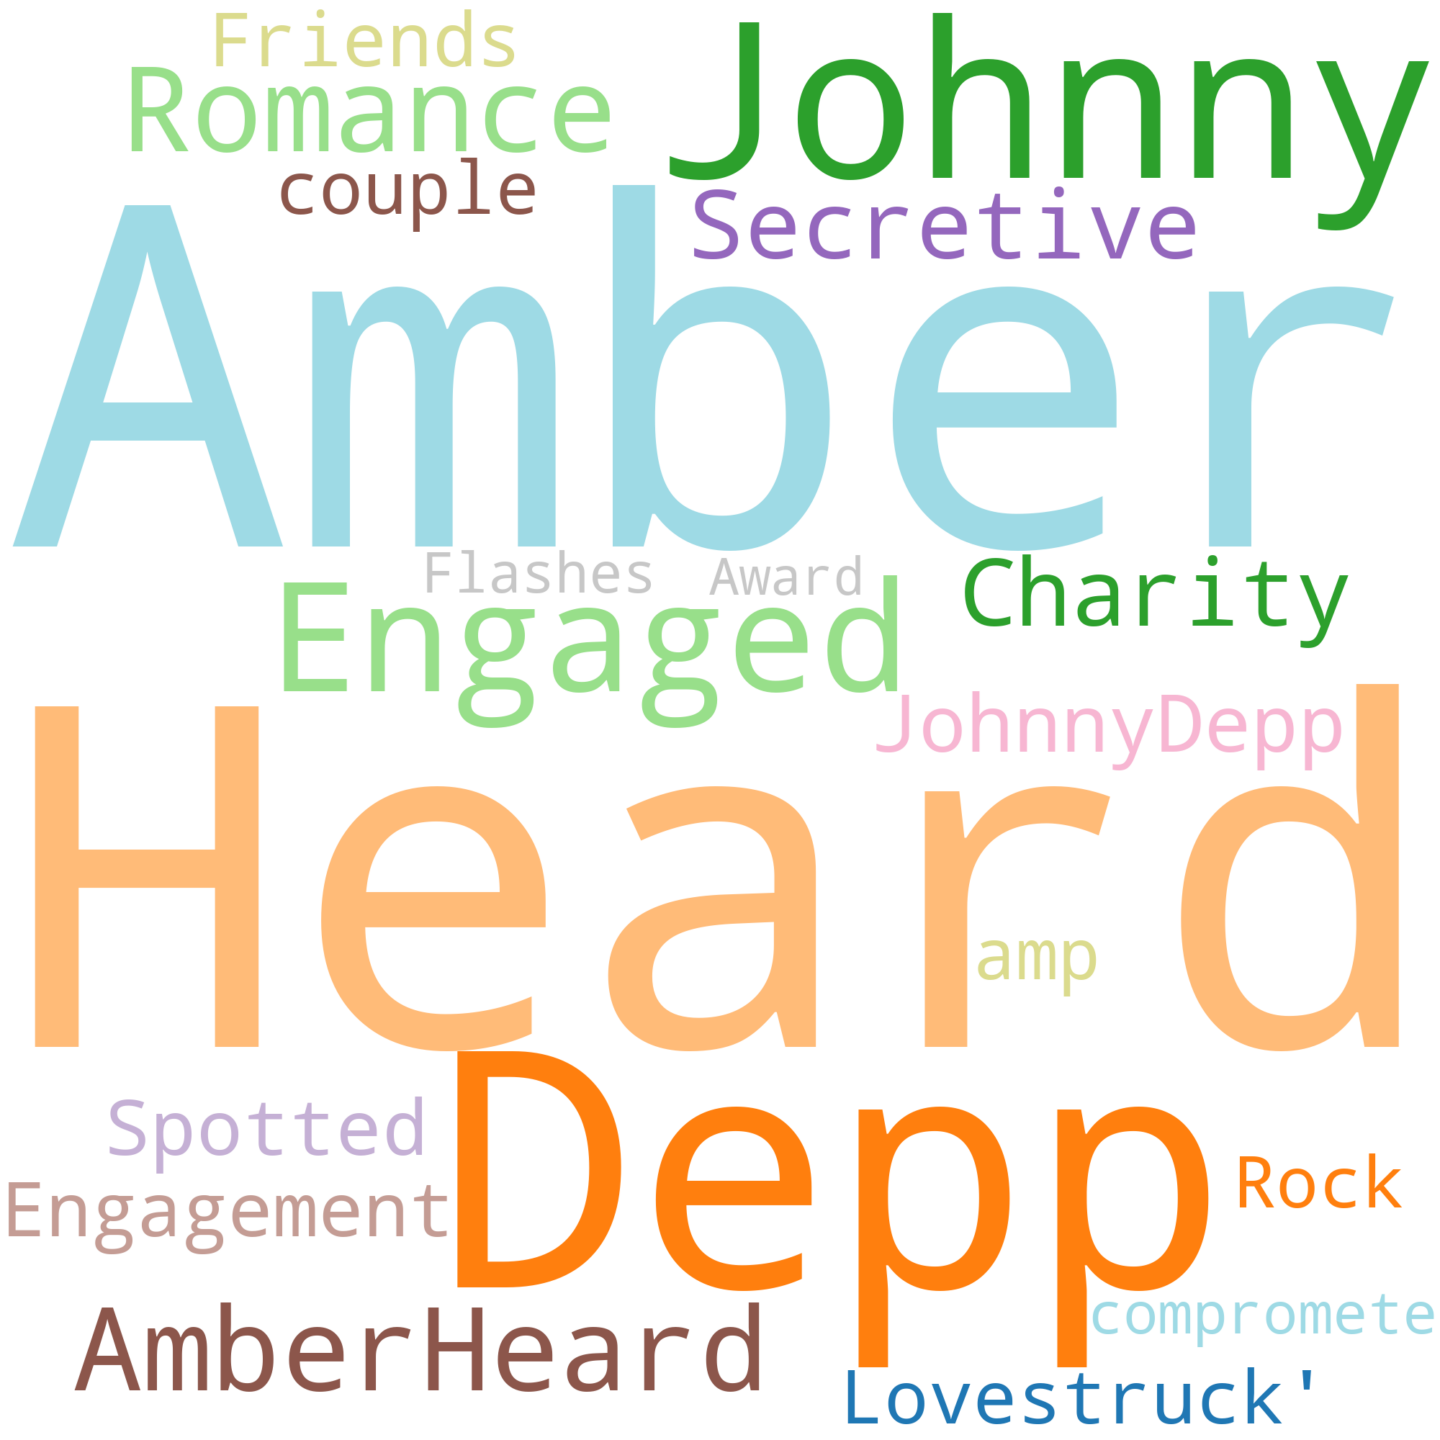 Friends
Johnny
Romance
couple
Secretive
Amber
Flashes
Award
Charity
Engaged
JohnnyDepp
Heard
amp
Depp
Spotted
Rock
Engagement
AmberHeard
compromete
Lovestruck'